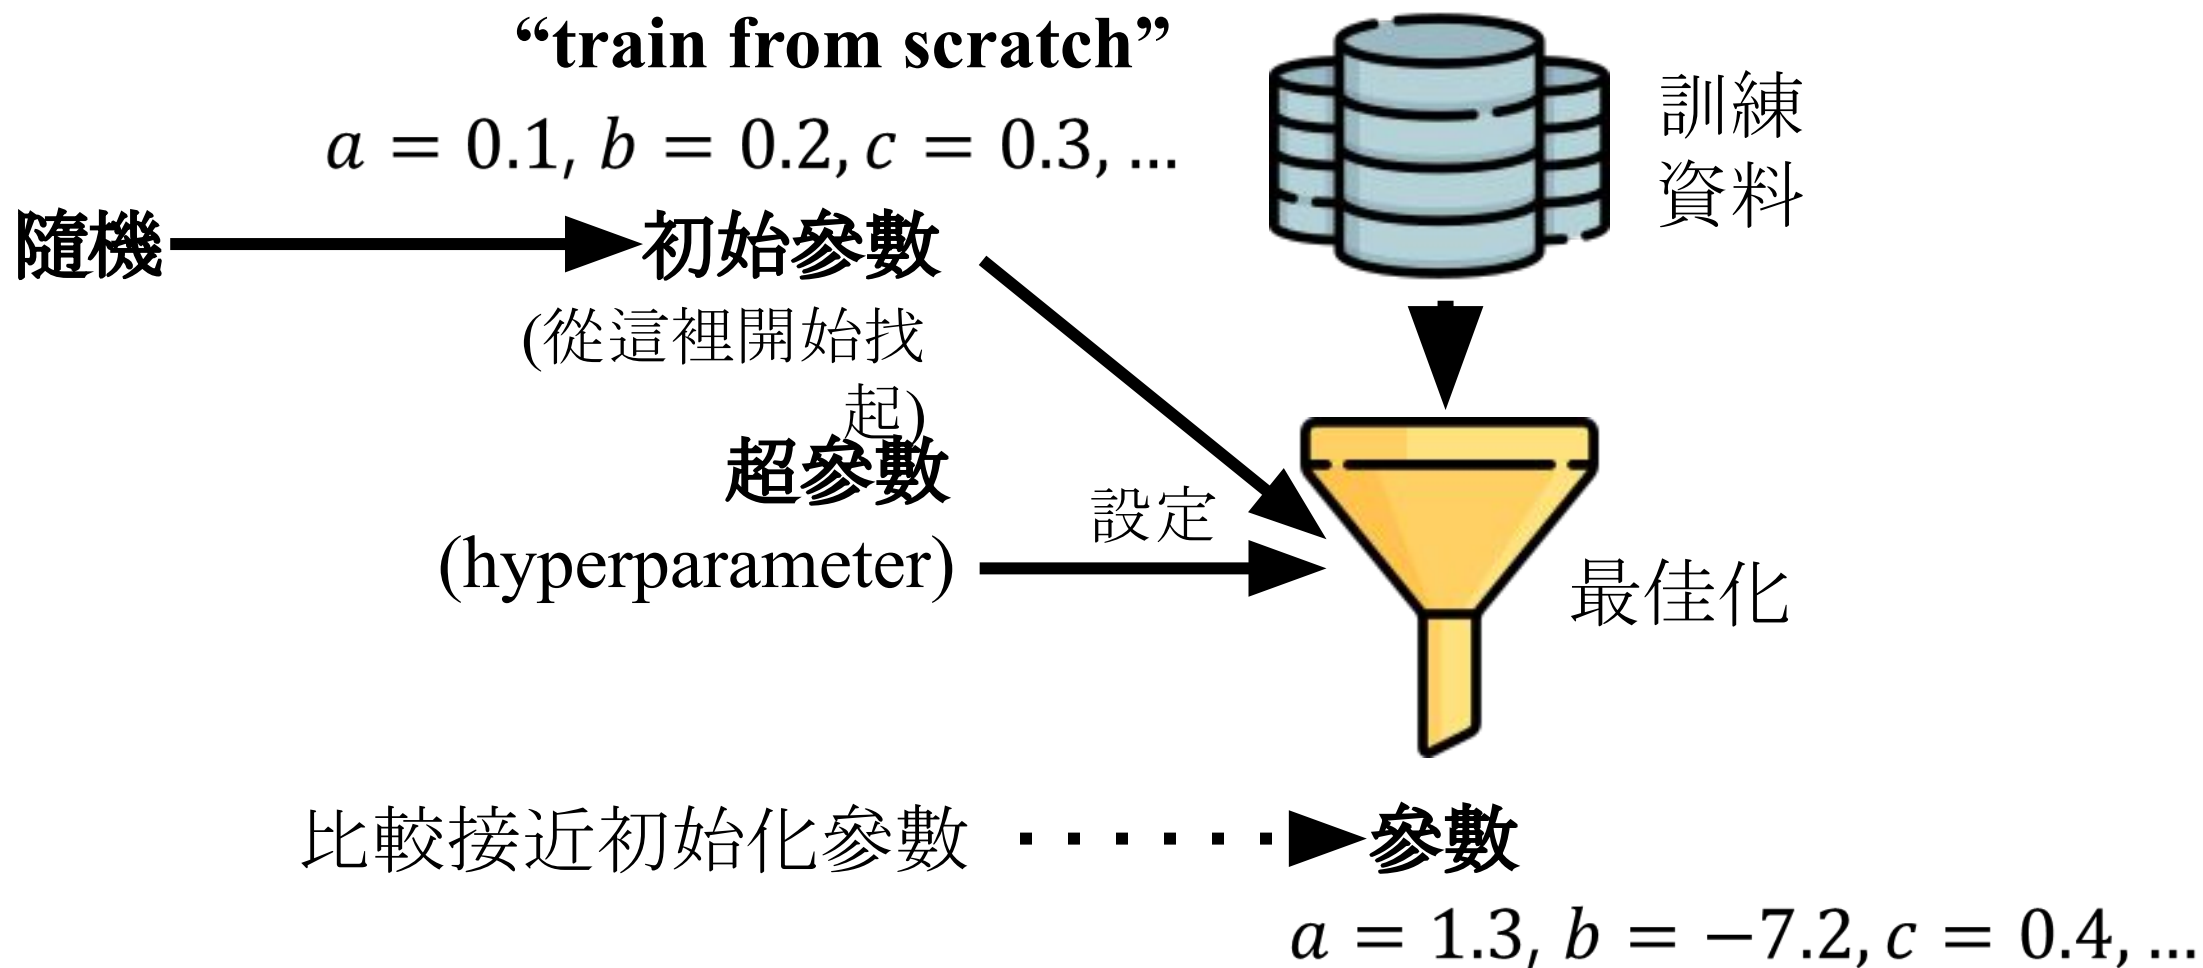 “train from scratch”
a = 0.1, b = 0.2, c = 0.3, …
訓練
資料
隨機
初始參數
(從這裡開始找
起)
超參數
(hyperparameter)
設定
最佳化
比較接近初始化參數
參數
a = 1.3, b = −7.2, c = 0.4, …